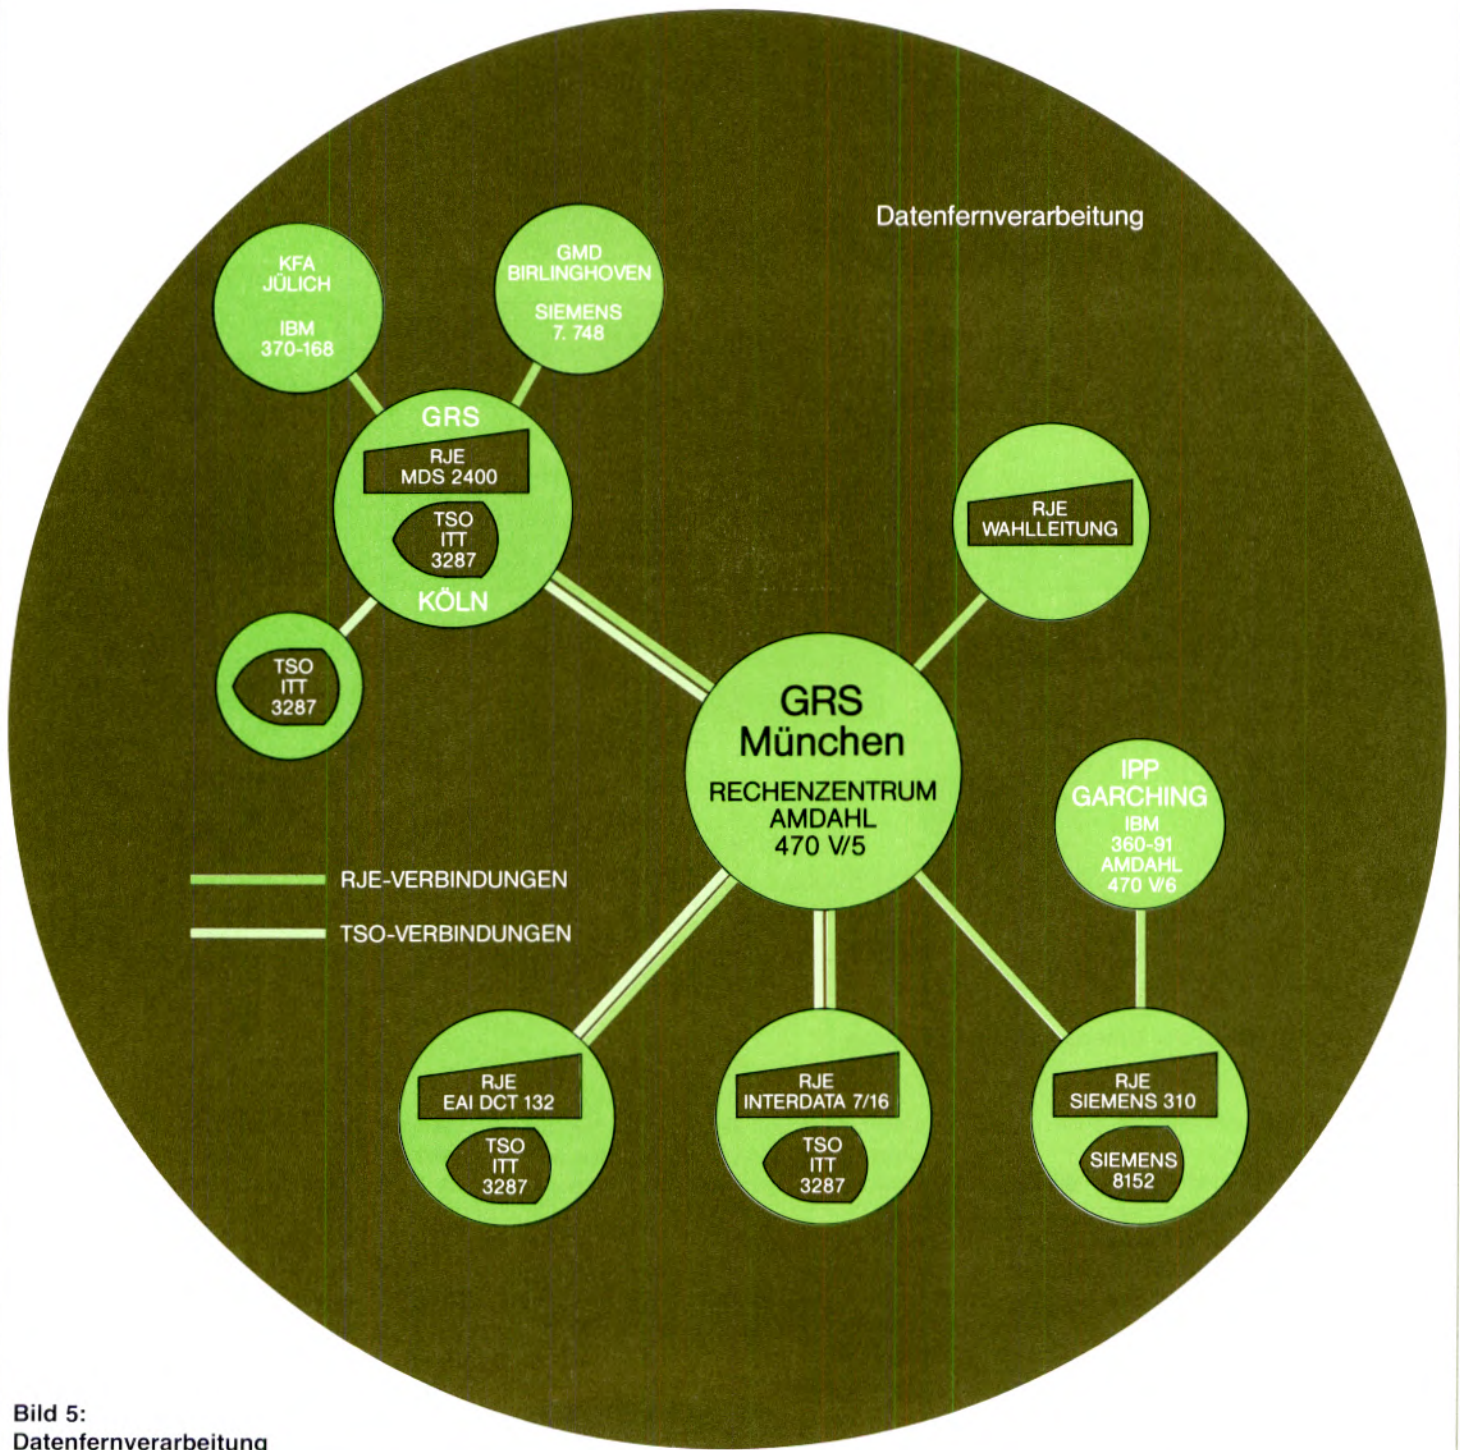 Datenfernverarbeitung
KFA
JÜLICH
IBM
370-168
GMD
BIRLINGHOVEN
SIEMENS
7. 748
GRS
RJE
MDS 2400
TSO
ITT
3287
KÖLN
RJE
WAHLLEITUNG
TSO
ITT
3287
GRS
München
RECHENZENTRUM
AMDAHL
470 V/5
IPP
GARCHING
IBM
360-91
AMDAHL
470 V/6
RJE-VERBINDUNGEN
TSO-VERBINDUNGEN
RJE
EAI DCT 132
TSO
ITT
3287
RJE
INTERDATA 7/16
TSO
ITT
3287
RJE
SIEMENS 310
SIEMENS
8152
Bild 5:
Datenfernverarbeitung